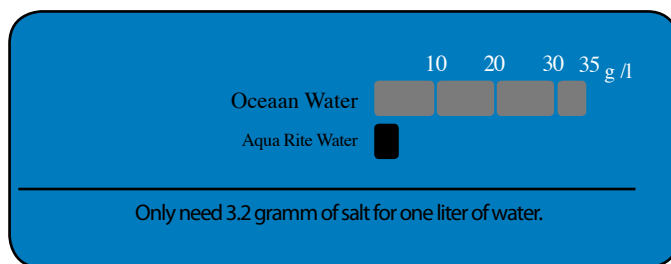 10 20 30 35 g /l
Oceaan Water
Aqua Rite Water
Only need 3.2 gramm of salt for one liter of water.